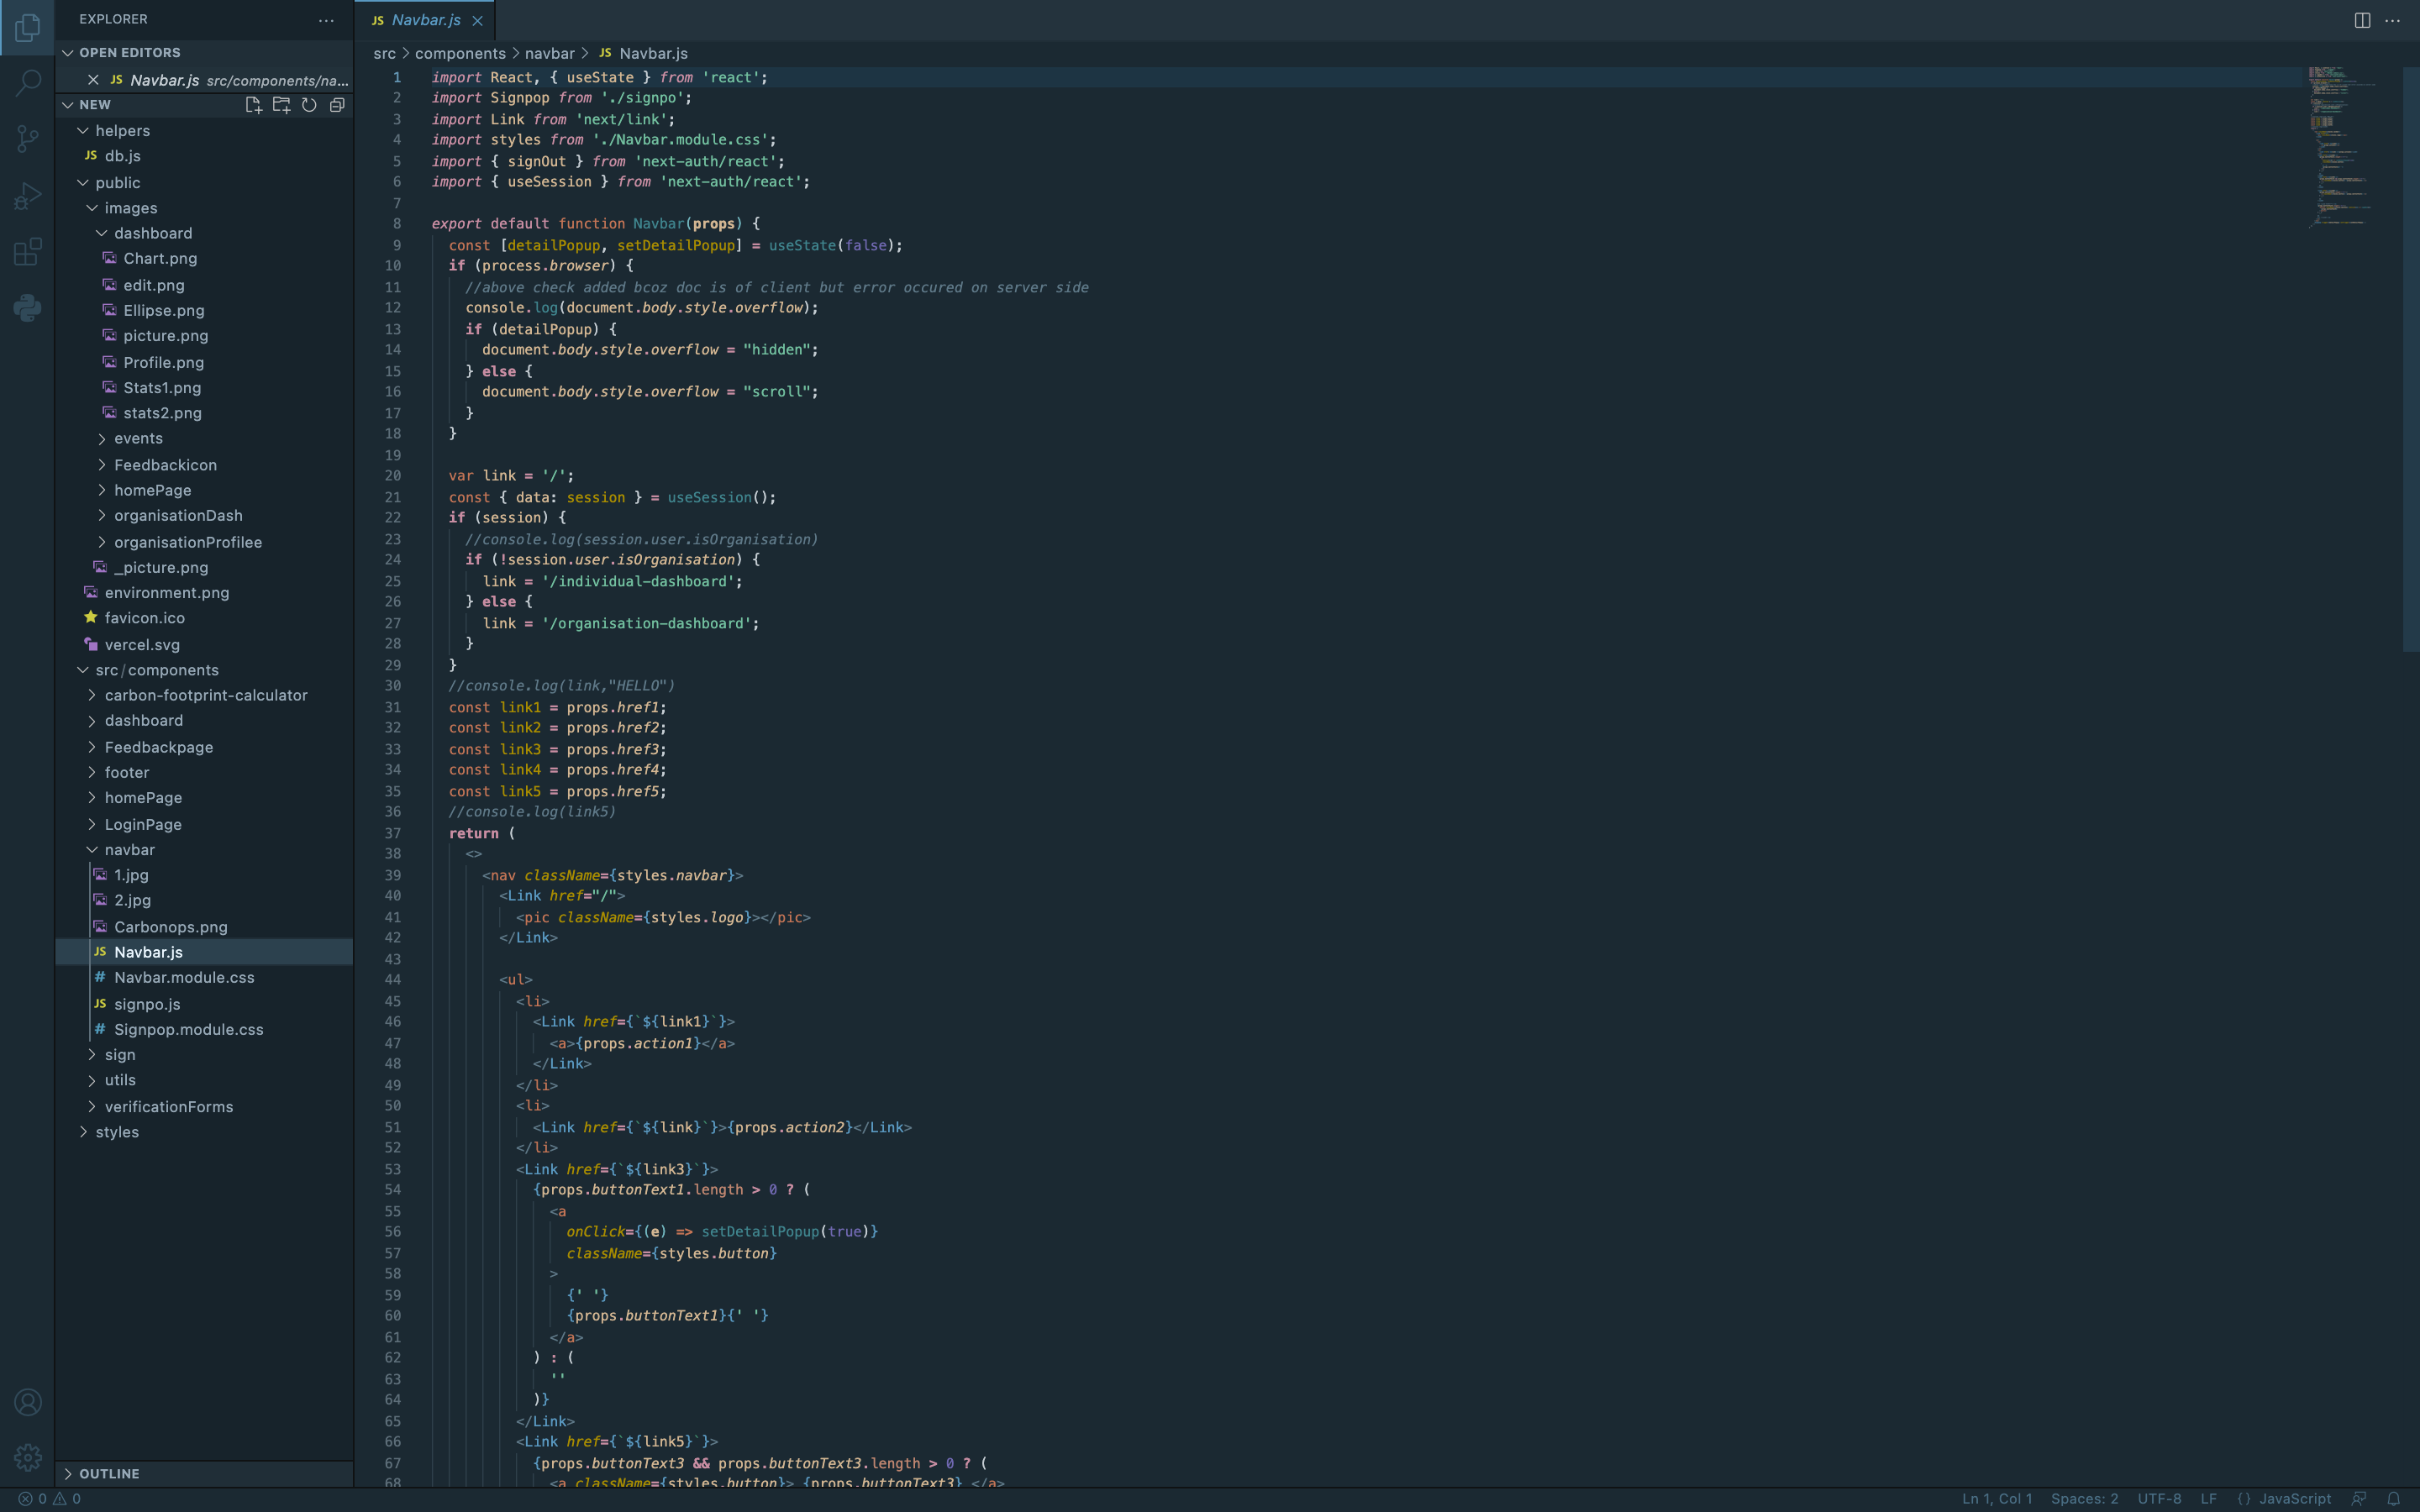 EXPLORER
OPEN EDITORS
JS Navbar.js src/components/na...
NEW
helpers
JS db.js
public
images
dashboard
Chart.png
edit.png
Ellipse.png
picture.png
Profile.png
Stats1.png
stats2.png
events
Feedbackicon
homePage
organisationDash
organisationProfilee
_picture.png
environment.png
favicon.ico
vercel.svg
src/components
carbon-footprint-calculator
dashboard
Feedbackpage
footer
homePage
LoginPage
navbar
1.jpg
2.jpg
Carbonops.png
JS Navbar.js
# Navbar.module.css
JS signpo.js
# Signpop.module.css
sign
utils
verificationForms
styles
OUTLINE
JS Navbar.js
src > components > navbar > JS Navbar.js
1 import React, { useState } from 'react';
2 import Signpop from './signpo';
3 import Link from 'next/link';
4 import styles from './Navbar.module.css';
5 import { signOut } from 'next-auth/react';
6 import { useSession } from 'next-auth/react';
7
8 export default function Navbar(props) {
9 const [detailPopup, setDetailPopup] = useState(false);
10 if (process.browser) {
11 //above check added bcoz doc is of client but error occured on server side
12 console.log(document.body.style.overflow);
13 if (detailPopup) {
14 document.body.style.overflow = "hidden";
15 } else {
16 document.body.style.overflow = "scroll";
17 }
18 }
19
20 var link = '/';
21 const { data: session } = useSession();
22 if (session) {
23 //console.log(session.user.isOrganisation)
24 if (!session.user.isOrganisation) {
25 link = '/individual-dashboard';
26 } else {
27 link = '/organisation-dashboard';
28 }
29 }
30 //console.log(link,"HELLO")
31 const link1 = props.href1;
32 const link2 = props.href2;
33 const link3 = props.href3;
34 const link4 = props.href4;
35 const link5 = props.href5;
36 //console.log(link5)
37 return (
38 <>
39 <nav className={styles.navbar}>
40 <Link href="/">
41 <pic className={styles.logo}></pic>
42 </Link>
43
44 <ul>
45 <li>
46 <Link href={`${link1}`}>
47 <a>{props.action1}</a>
48 </Link>
49 </li>
50 <li>
51 <Link href={`${link}`}>{props.action2}</Link>
52 </li>
53 <Link href={`${link3}`}>
54 {props.buttonText1.length > 0 ? (
55 <a
56 onClick={(e) => setDetailPopup(true)}
57 className={styles.button}
58 >
59 {' '}
60 {props.buttonText1}{' '}
61 </a>
62 ) : (
63 ''
64 )}
65 </Link>
66 <Link href={`${link5}`}>
67 {props.buttonText3 && props.buttonText3.length > 0 ? (
68 <a className={styles.button}> {props.buttonText3} </a>
0 0
Ln 1, Col 1 Spaces: 2 UTF-8 LF {} JavaScript